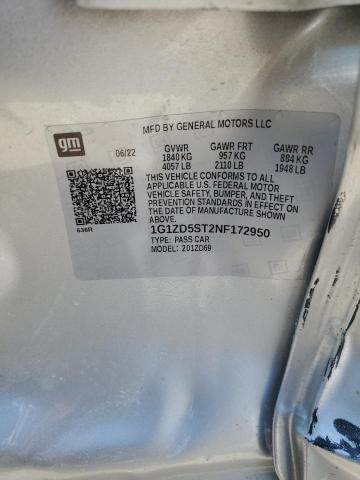 gm
MFD BY GENERAL MOTORS LLC
06/22 GVWR GAWR FRT GAWR RR
1840 KG 957 KG 884 KG
4057 LB 2110 LB 1948 LB
THIS VEHICLE CONFORMS TO ALL
APPLICABLE U.S. FEDERAL MOTOR
VEHICLE SAFETY, BUMPER, AND THEFT
PREVENTION STANDARDS IN EFFECT ON
THE DATE OF MANUFACTURE SHOWN
ABOVE.
1G1ZD5ST2NF172950
TYPE: PASS CAR
MODEL: 201ZD69